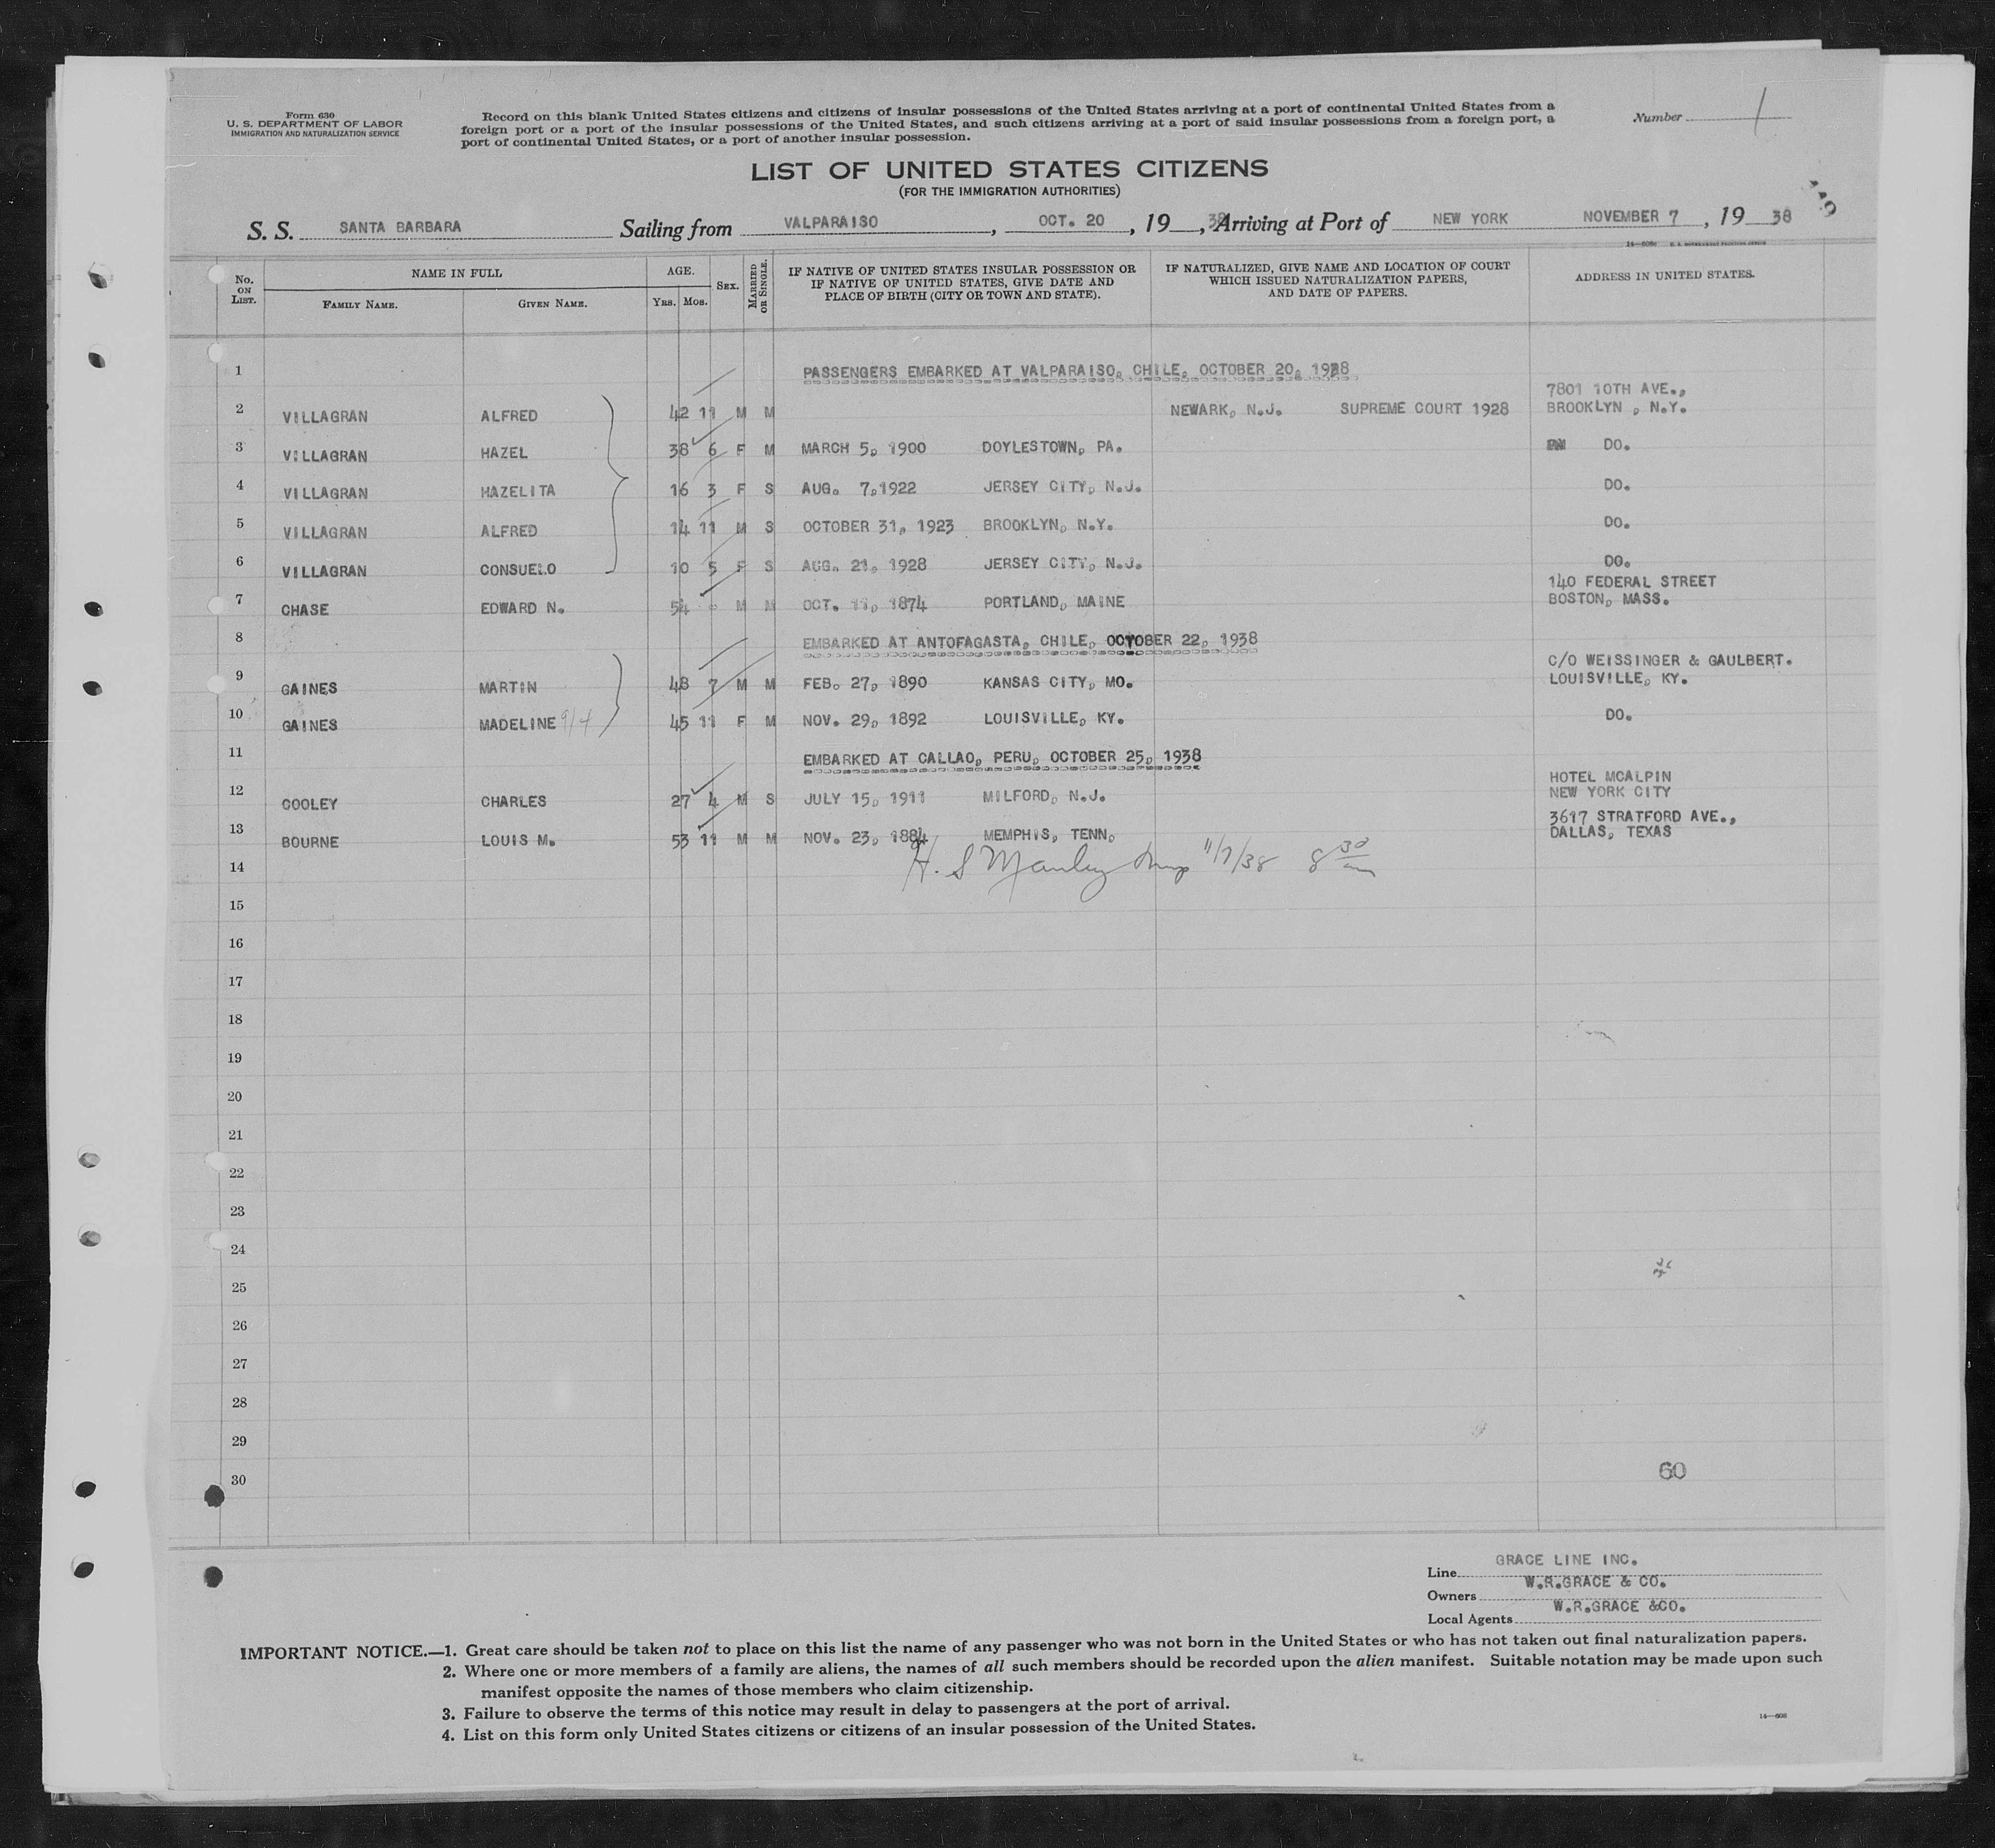 Form 630
U. S. DEPARTMENT OF LABOR
IMMIGRATION AND NATURALIZATION SERVICE
Record on this blank United States citizens and citizens of insular possessions of the United States arriving at a port of continental United States from a
foreign port or a port of the insular possessions of the United States, and such citizens arriving at a port of said insular possessions from a foreign port, a
port of continental United States, or a port of another insular possession.
Number 1
LIST OF UNITED STATES CITIZENS
(FOR THE IMMIGRATION AUTHORITIES)
S. S. SANTA BARBARA Sailing from VALPARAISO, OCT. 20, 19 38, Arriving at Port of NEW YORK NOVEMBER 7, 19 38
No. ON LIST. NAME IN FULL FAMILY NAME. GIVEN NAME. AGE. YRS. MOS. SEX. MARRIED OR SINGLE.
IF NATIVE OF UNITED STATES INSULAR POSSESSION OR
IF NATIVE OF UNITED STATES, GIVE DATE AND
PLACE OF BIRTH (CITY OR TOWN AND STATE).
IF NATURALIZED, GIVE NAME AND LOCATION OF COURT
WHICH ISSUED NATURALIZATION PAPERS,
AND DATE OF PAPERS.
ADDRESS IN UNITED STATES.
1 PASSENGERS EMBARKED AT VALPARAISO, CHILE, OCTOBER 20, 1938
7801 10TH AVE.,
2 VILLAGRAN ALFRED 42 11 M M NEWARK, N.J. SUPREME COURT 1928 BROOKLYN , N.Y.
3 VILLAGRAN HAZEL 38 6 F M MARCH 5, 1900 DOYLESTOWN, PA. DO.
4 VILLAGRAN HAZELITA 16 3 F S AUG. 7,1922 JERSEY CITY, N.J. DO.
5 VILLAGRAN ALFRED 14 11 M S OCTOBER 31, 1923 BROOKLYN, N.Y. DO.
6 VILLAGRAN CONSUELO 10 5 F S AUG. 21, 1928 JERSEY CITY, N.J. DO.
140 FEDERAL STREET
7 CHASE EDWARD N. 54 - M M OCT. 11, 1874 PORTLAND, MAINE BOSTON, MASS.
8 EMBARKED AT ANTOFAGASTA, CHILE, OCTOBER 22, 1938
C/O WEISSINGER & GAULBERT.
9 GAINES MARTIN 48 7 M M FEB. 27, 1890 KANSAS CITY, MO. LOUISVILLE, KY.
10 GAINES MADELINE 9/4 45 11 F M NOV. 29, 1892 LOUISVILLE, KY. DO.
11 EMBARKED AT CALLAO, PERU, OCTOBER 25, 1938
HOTEL MCALPIN
12 COOLEY CHARLES 27 4 M S JULY 15, 1911 MILFORD, N.J. NEW YORK CITY
3617 STRATFORD AVE.,
13 BOURNE LOUIS M. 53 11 M M NOV. 23, 1884 MEMPHIS, TENN, DALLAS, TEXAS
14 H. S Manley Insp 11/7/38 8 30 am
15
16
17
18
19
20
21
22
23
24
25
26
27
28
29
30
60
Line GRACE LINE INC.
Owners W.R.GRACE & CO.
Local Agents W.R.GRACE &CO.
IMPORTANT NOTICE.—1. Great care should be taken not to place on this list the name of any passenger who was not born in the United States or who has not taken out final naturalization papers.
2. Where one or more members of a family are aliens, the names of all such members should be recorded upon the alien manifest. Suitable notation may be made upon such
manifest opposite the names of those members who claim citizenship.
3. Failure to observe the terms of this notice may result in delay to passengers at the port of arrival.
4. List on this form only United States citizens or citizens of an insular possession of the United States.
14—608